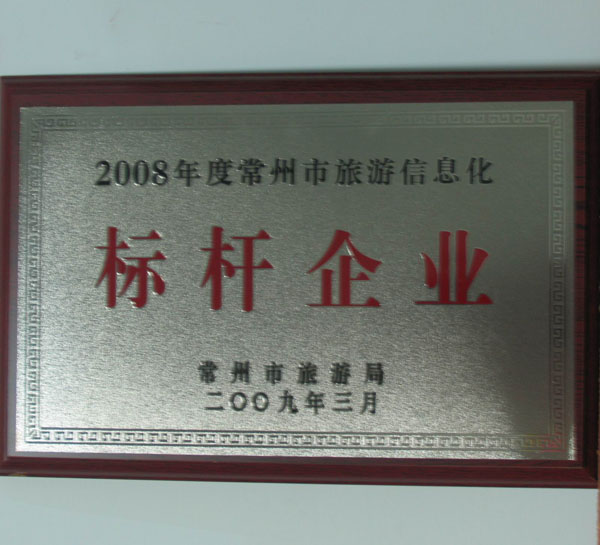 2008年度常州市旅游信息化
标杆企业
常州市旅游局
二〇〇九年三月